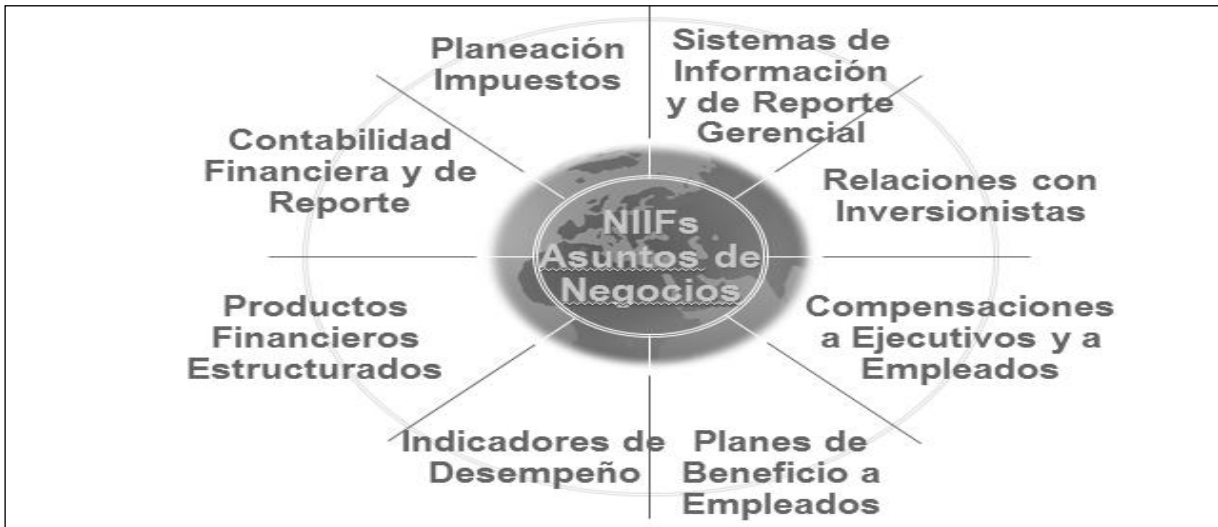 Planeación
Impuestos
Sistemas de
Información
y de Reporte
Gerencial
Contabilidad
Financiera y de
Reporte
Relaciones con
Inversionistas
NIIFs
Asuntos de
Negocios
Productos
Financieros
Estructurados
Compensaciones
a Ejecutivos y a
Empleados
Indicadores de
Desempeño
Planes de
Beneficio a
Empleados